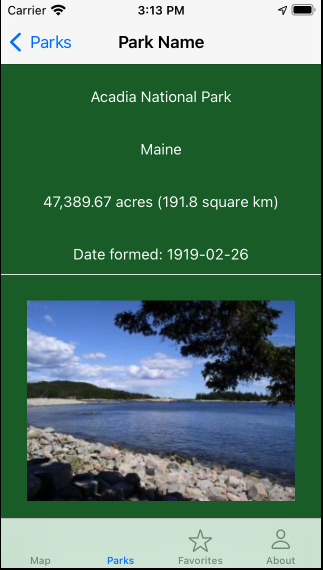 Carrier 3:13 PM
Parks Park Name
Acadia National Park
Maine
47,389.67 acres (191.8 square km)
Date formed: 1919-02-26
Map Parks Favorites About